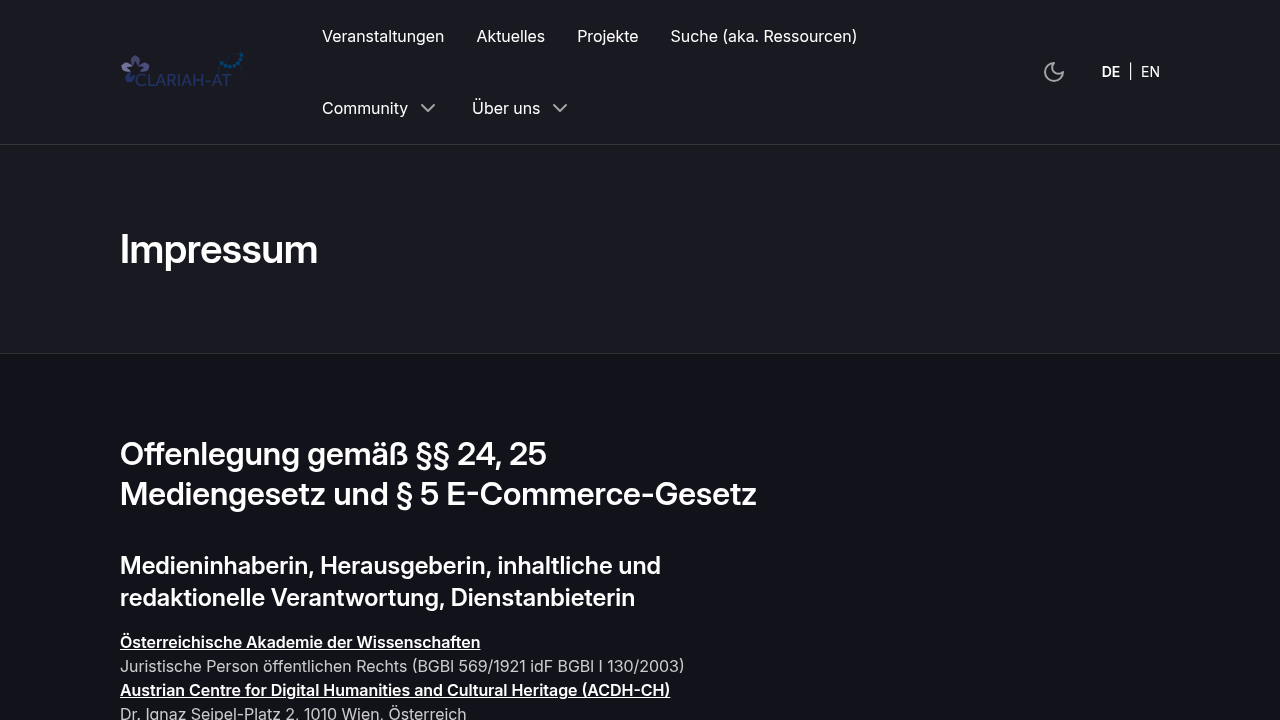 CLARIAH-AT
Veranstaltungen
Aktuelles
Projekte
Suche (aka. Ressourcen)
Community
Über uns
DE | EN
Impressum
Offenlegung gemäß §§ 24, 25
Mediengesetz und § 5 E-Commerce-Gesetz
Medieninhaberin, Herausgeberin, inhaltliche und
redaktionelle Verantwortung, Dienstanbieterin
Österreichische Akademie der Wissenschaften
Juristische Person öffentlichen Rechts (BGBl 569/1921 idF BGBl I 130/2003)
Austrian Centre for Digital Humanities and Cultural Heritage (ACDH-CH)
Dr. Ignaz Seipel-Platz 2, 1010 Wien, Österreich